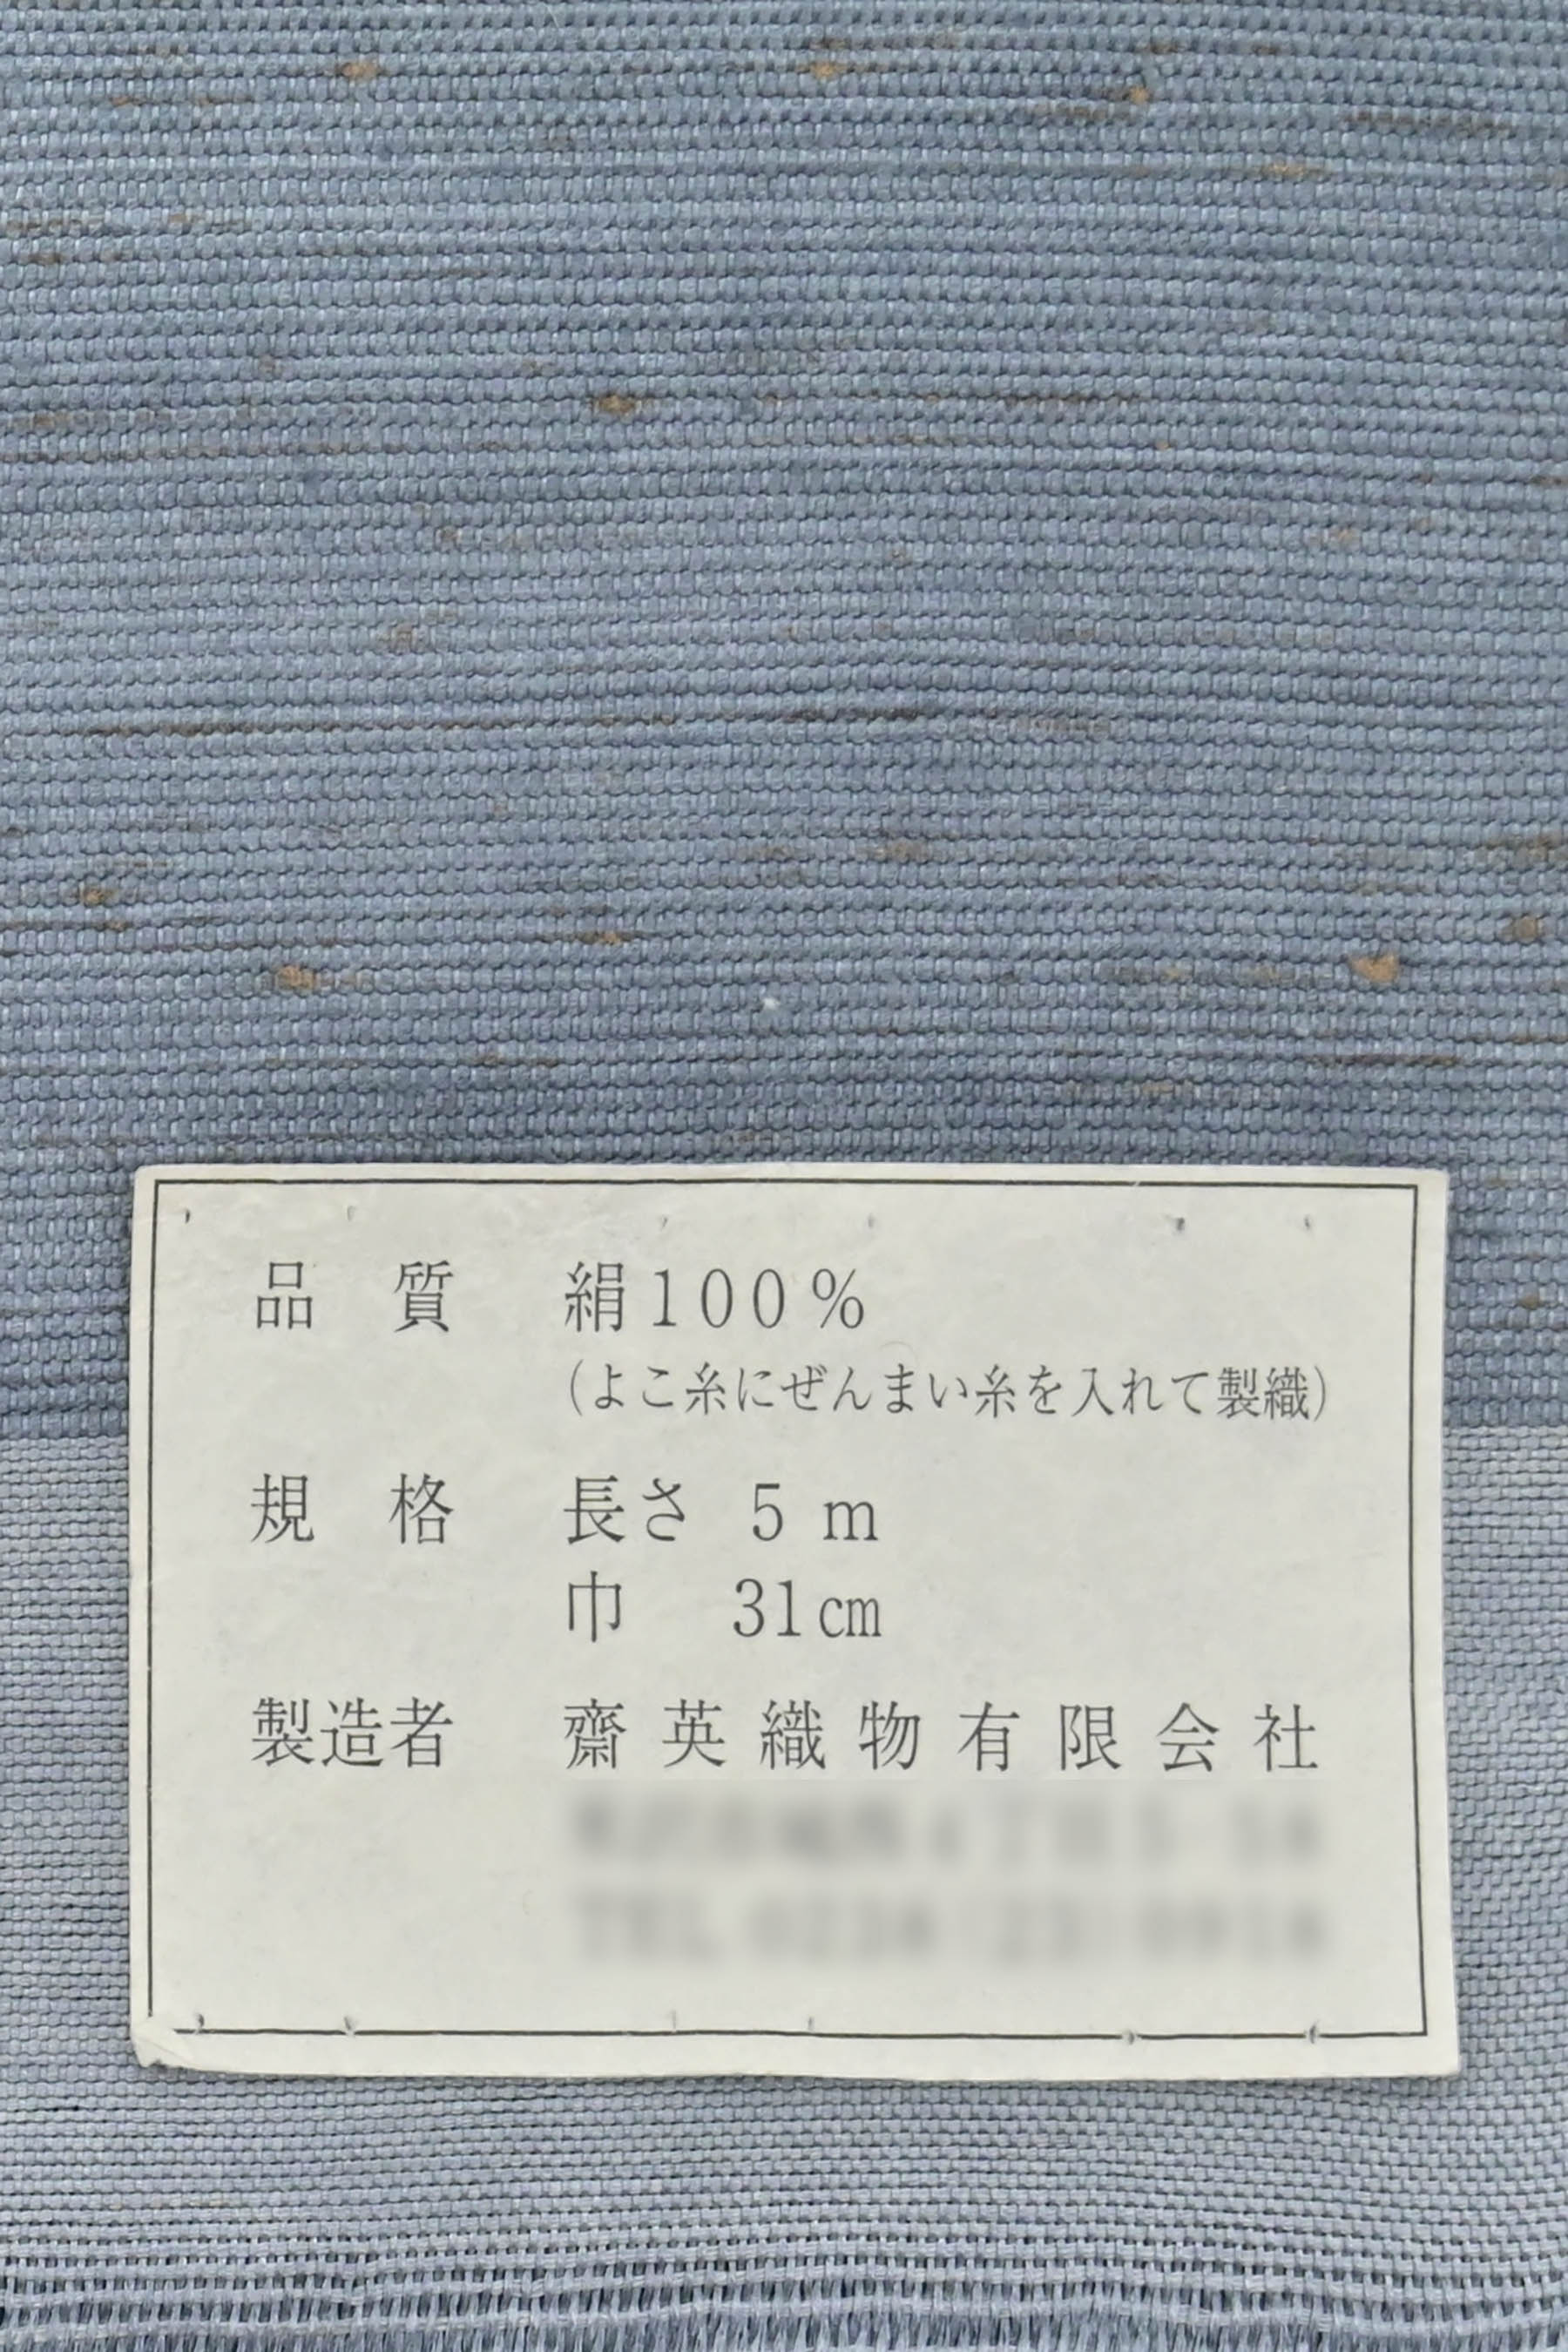 品　質　絹100％
（よこ糸にぜんまい糸を入れて製織）
規　格　長さ 5 m
巾　31㎝
製造者　齋英織物有限会社